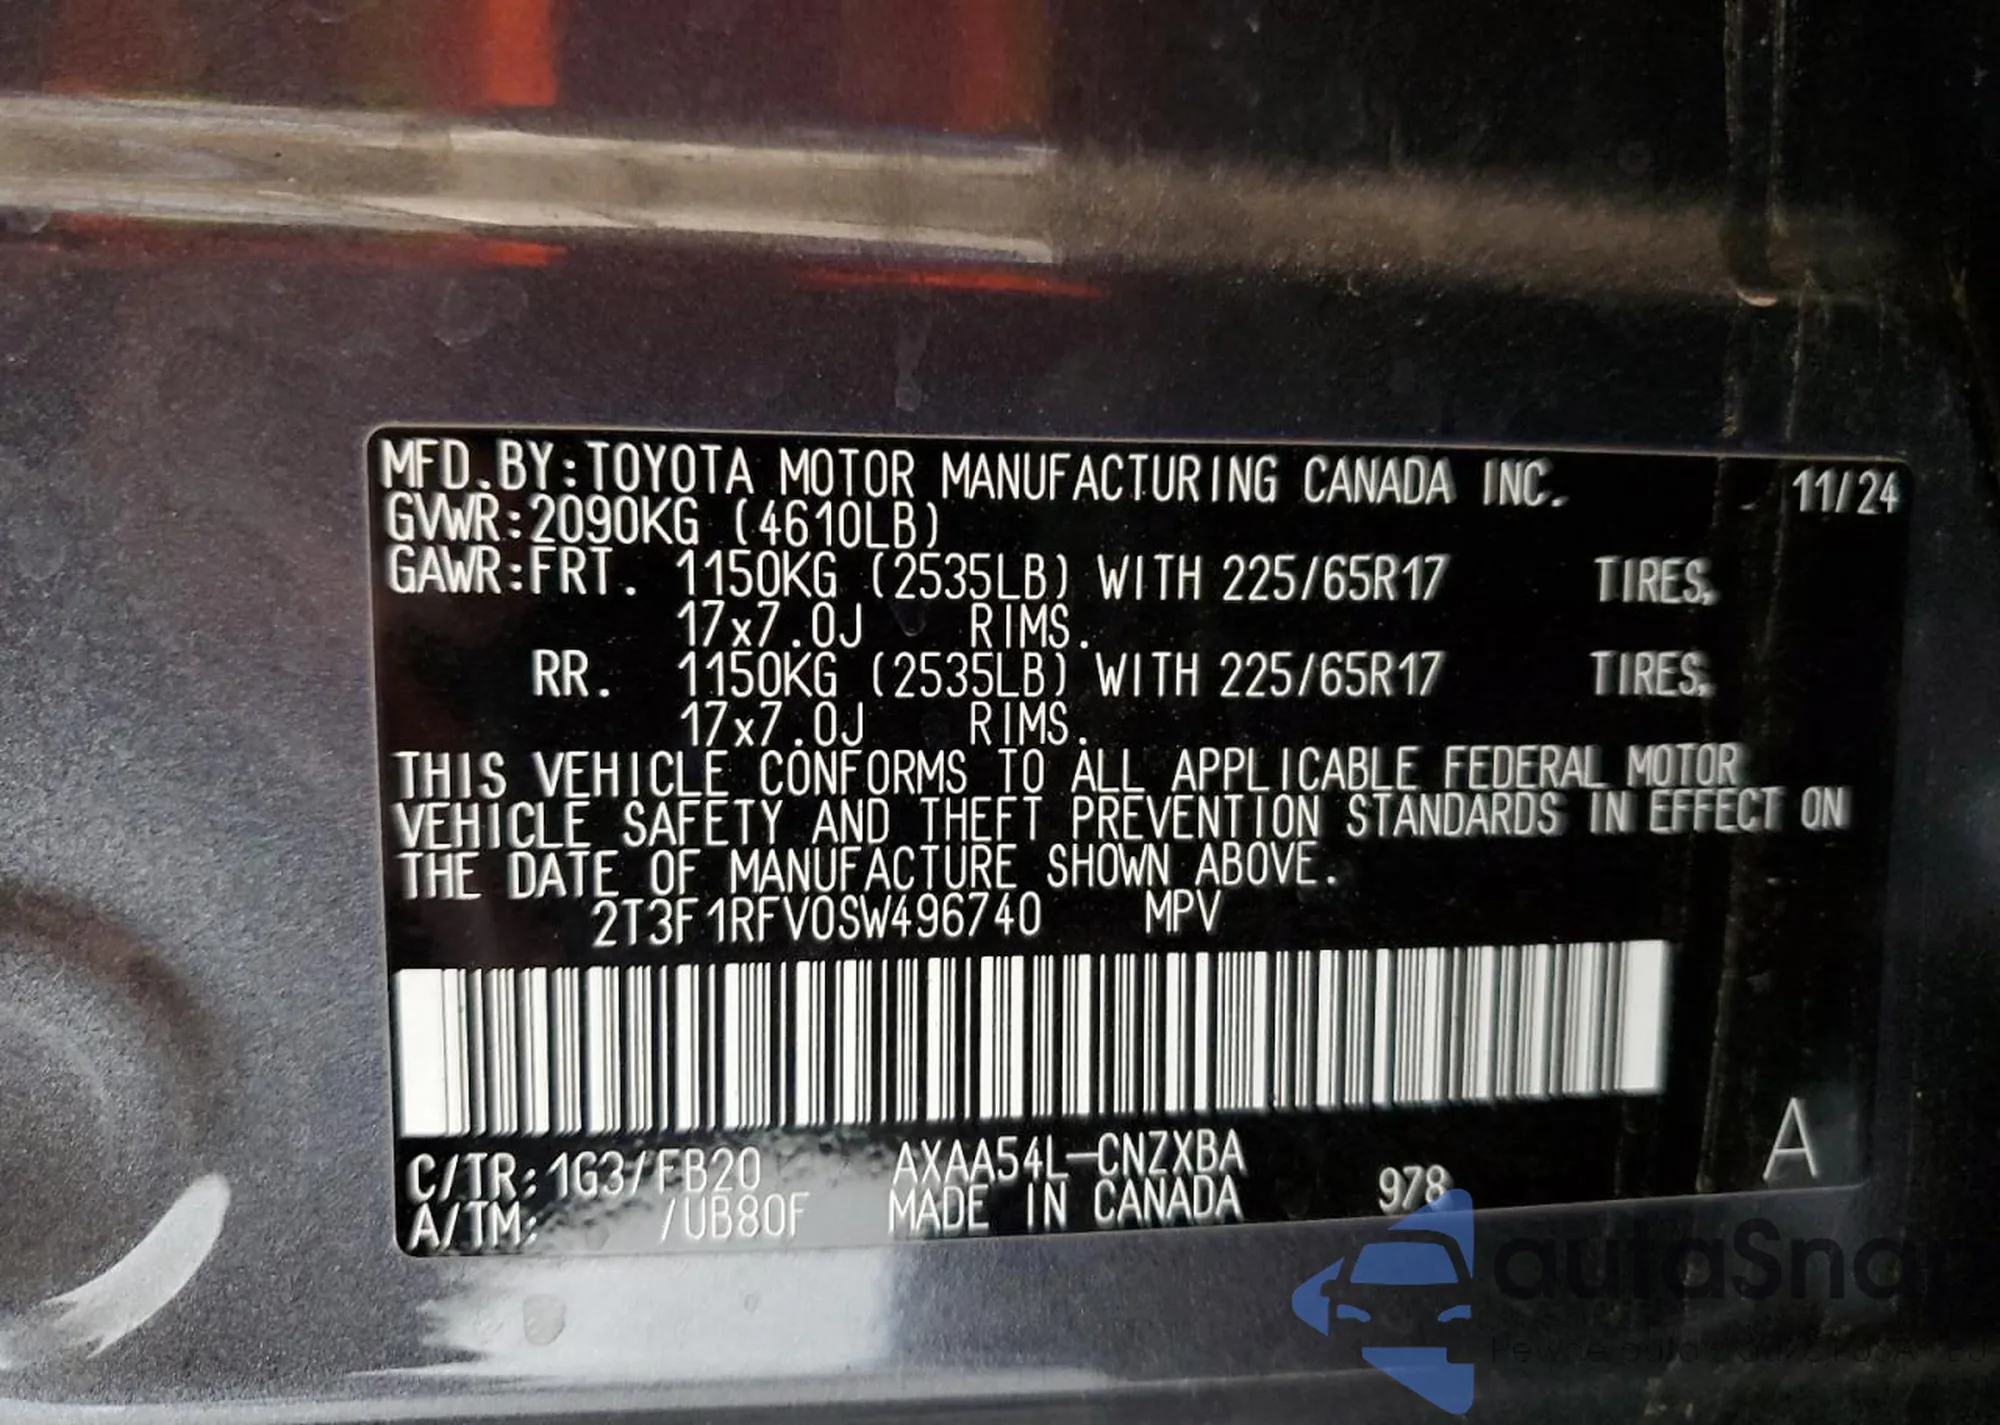 MFD.BY:TOYOTA MOTOR MANUFACTURING CANADA INC. 11/24
GVWR:2090KG (4610LB)
GAWR:FRT. 1150KG (2535LB) WITH 225/65R17 TIRES,
17x7.0J RIMS.
RR. 1150KG (2535LB) WITH 225/65R17 TIRES,
17x7.0J RIMS.
THIS VEHICLE CONFORMS TO ALL APPLICABLE FEDERAL MOTOR
VEHICLE SAFETY AND THEFT PREVENTION STANDARDS IN EFFECT ON
THE DATE OF MANUFACTURE SHOWN ABOVE.
2T3F1RFV0SW496740 MPV
C/TR:1G3/FB20 AXAA54L-CNZXBA A
A/TM: /UB80F MADE IN CANADA 978